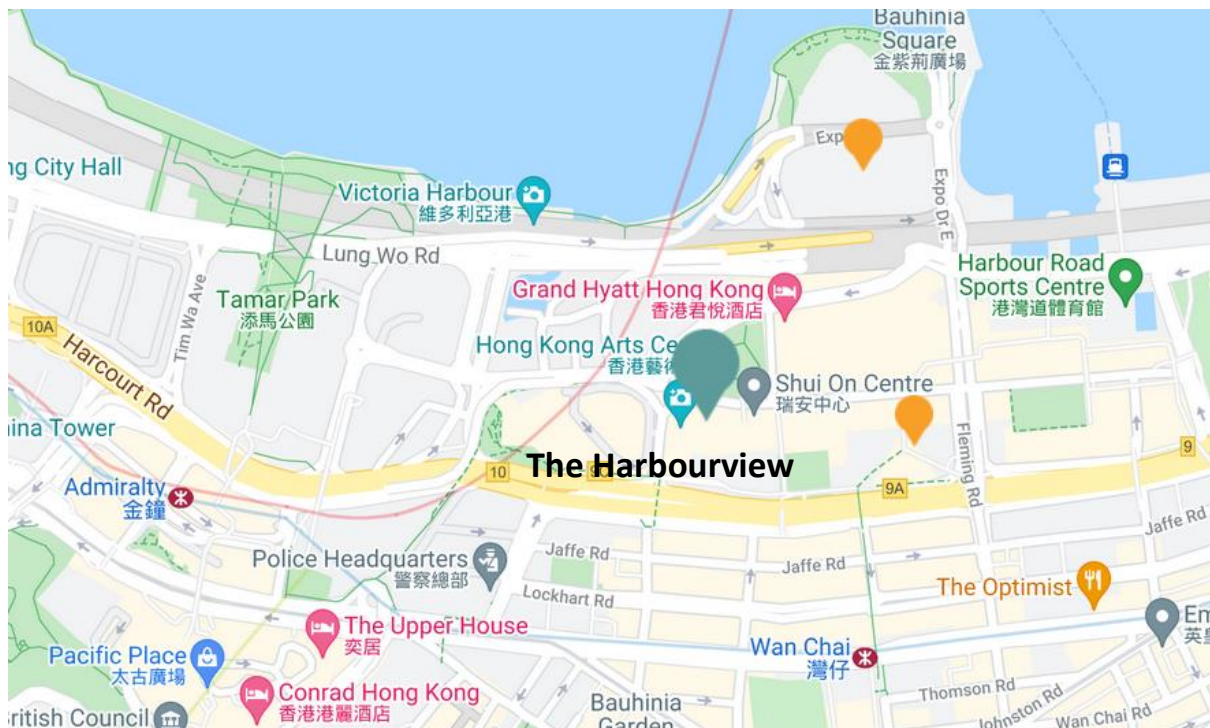 Bauhinia
Square
金紫荊廣場
Expo
ng City Hall
Victoria Harbour
維多利亞港
Expo Dr E
Lung Wo Rd
Harbour Road
Sports Centre
港灣道體育館
Tim Wa Ave
Tamar Park
添馬公園
Grand Hyatt Hong Kong
香港君悅酒店
10A
Harcourt Rd
Hong Kong Arts Ce
香港藝術
Shui On Centre
瑞安中心
ina Tower
Fleming Rd
The Harbourview
10
9
9A
Admiralty
金鐘
Jaffe Rd
Police Headquarters
警察總部
Jaffe Rd
Jaffe Rd
Lockhart Rd
The Optimist
The Upper House
奕居
Em
英皇
Wan Chai
灣仔
Pacific Place
太古廣場
Conrad Hong Kong
香港港麗酒店
Thomson Rd
Johnston Rd
Wan Chai Rd
Bauhinia
Garden
British Council